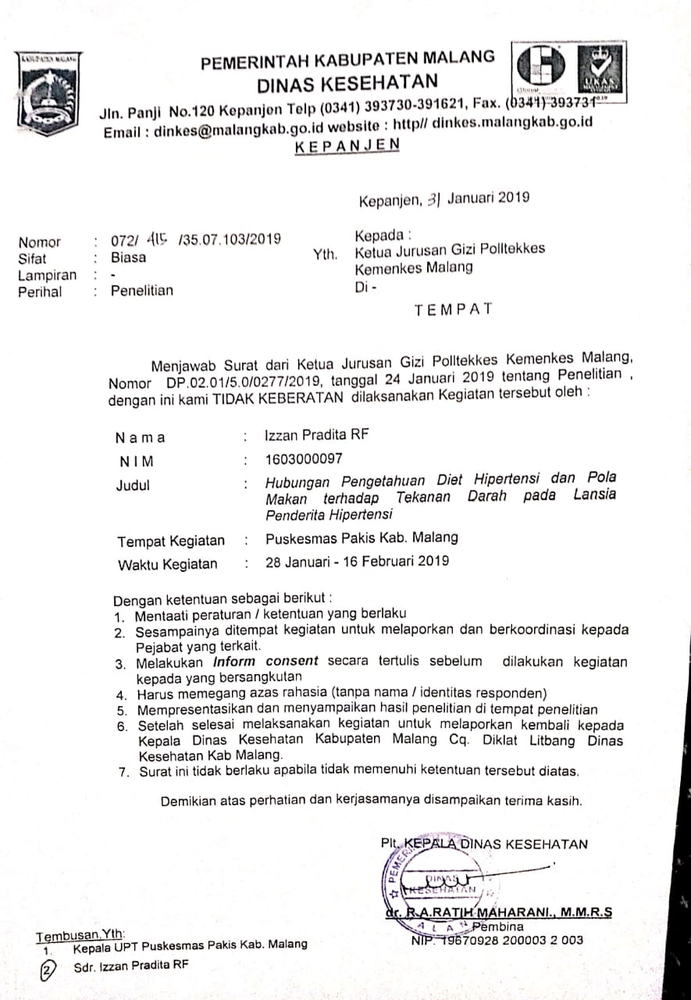 KABUPATEN MALANG
PEMERINTAH KABUPATEN MALANG
DINAS KESEHATAN
Jln. Panji No.120 Kepanjen Telp (0341) 393730-391621, Fax. (0341) 393731
Email : dinkes@malangkab.go.id website : http// dinkes.malangkab.go.id
KEPANJEN
UKAS
Kepanjen, 31 Januari 2019
Nomor : 072/ 415 /35.07.103/2019
Sifat : Biasa
Lampiran : -
Perihal : Penelitian
Kepada :
Yth. Ketua Jurusan Gizi Polltekkes
Kemenkes Malang
Di -
TEMPAT
Menjawab Surat dari Ketua Jurusan Gizi Polltekkes Kemenkes Malang,
Nomor DP.02.01/5.0/0277/2019, tanggal 24 Januari 2019 tentang Penelitian ,
dengan ini kami TIDAK KEBERATAN dilaksanakan Kegiatan tersebut oleh :
N a m a : Izzan Pradita RF
N I M : 1603000097
Judul : Hubungan Pengetahuan Diet Hipertensi dan Pola
Makan terhadap Tekanan Darah pada Lansia
Penderita Hipertensi
Tempat Kegiatan : Puskesmas Pakis Kab. Malang
Waktu Kegiatan : 28 Januari - 16 Februari 2019
Dengan ketentuan sebagai berikut :
1. Mentaati peraturan / ketentuan yang berlaku
2. Sesampainya ditempat kegiatan untuk melaporkan dan berkoordinasi kepada
Pejabat yang terkait.
3. Melakukan Inform consent secara tertulis sebelum dilakukan kegiatan
kepada yang bersangkutan
4. Harus memegang azas rahasia (tanpa nama / identitas responden)
5. Mempresentasikan dan menyampaikan hasil penelitian di tempat penelitian
6. Setelah selesai melaksanakan kegiatan untuk melaporkan kembali kepada
Kepala Dinas Kesehatan Kabupaten Malang Cq. Diklat Litbang Dinas
Kesehatan Kab Malang.
7. Surat ini tidak berlaku apabila tidak memenuhi ketentuan tersebut diatas.
Demikian atas perhatian dan kerjasamanya disampaikan terima kasih.
Plt. KEPALA DINAS KESEHATAN
DINAS
KESEHATAN
dr. R.A.RATIH MAHARANI., M.M.R.S
Pembina
NIP. 19670928 200003 2 003
Tembusan.Yth:
1. Kepala UPT Puskesmas Pakis Kab. Malang
2 Sdr. Izzan Pradita RF